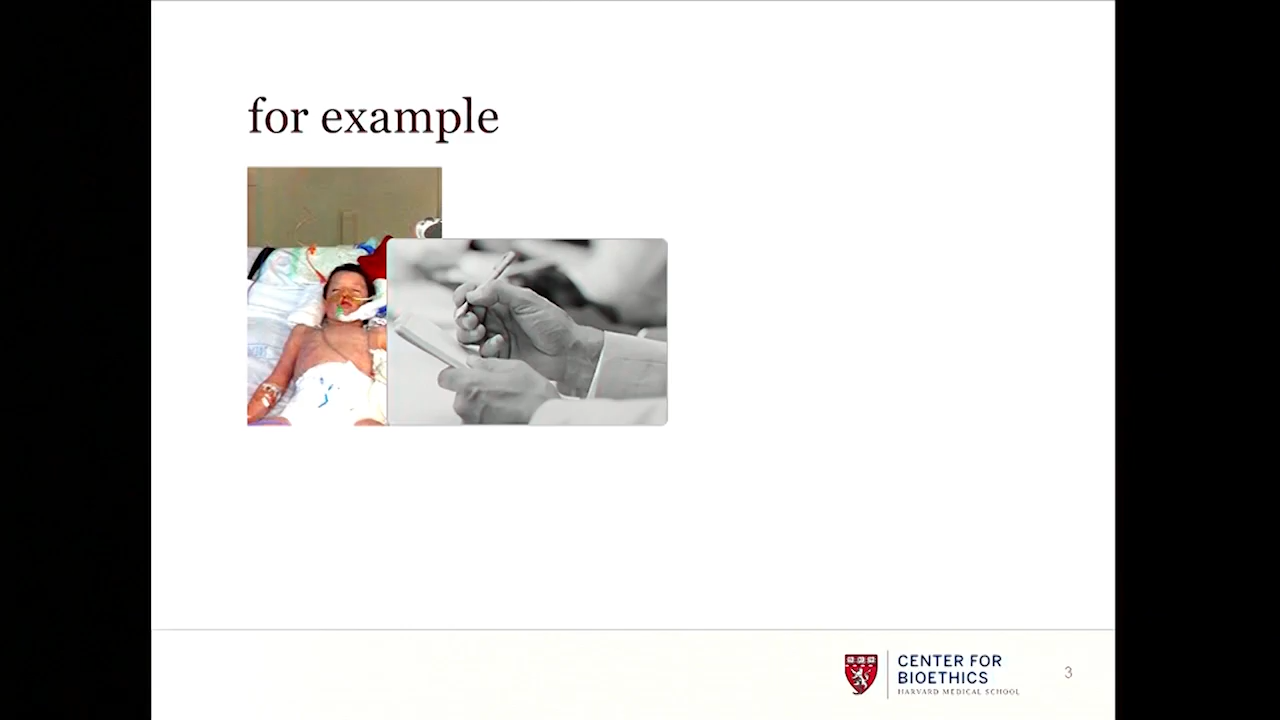 for example
CENTER FOR
BIOETHICS
HARVARD MEDICAL SCHOOL
3